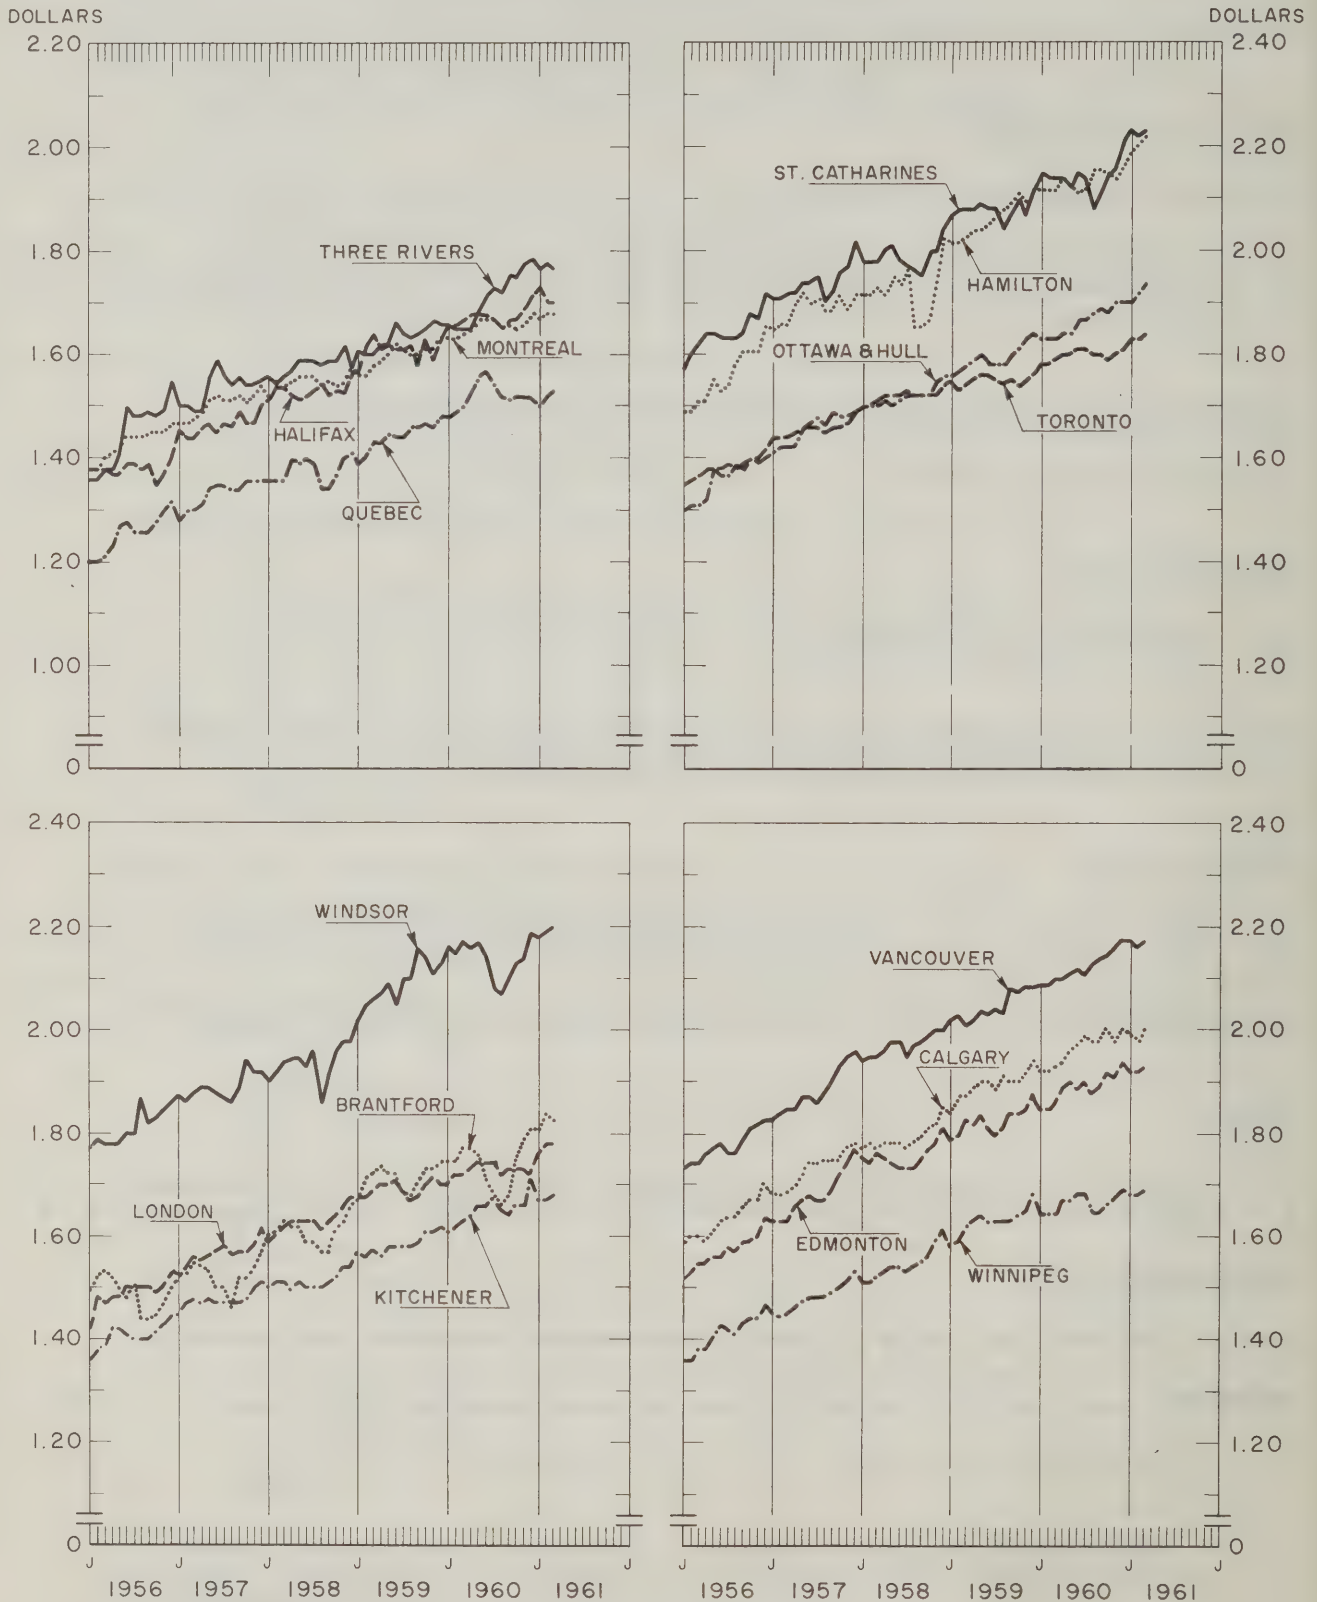 DOLLARS
DOLLARS
2.20
2.00
1.80
1.60
1.40
1.20
1.00
0
THREE RIVERS
MONTREAL
HALIFAX
QUEBEC
2.40
2.20
2.00
1.80
1.60
1.40
1.20
0
ST. CATHARINES
HAMILTON
OTTAWA & HULL
TORONTO
2.40
2.20
2.00
1.80
1.60
1.40
1.20
0
WINDSOR
BRANTFORD
LONDON
KITCHENER
J J J J J J J
1956 1957 1958 1959 1960 1961
2.40
2.20
2.00
1.80
1.60
1.40
1.20
0
VANCOUVER
CALGARY
EDMONTON
WINNIPEG
J J J J J J J
1956 1957 1958 1959 1960 1961